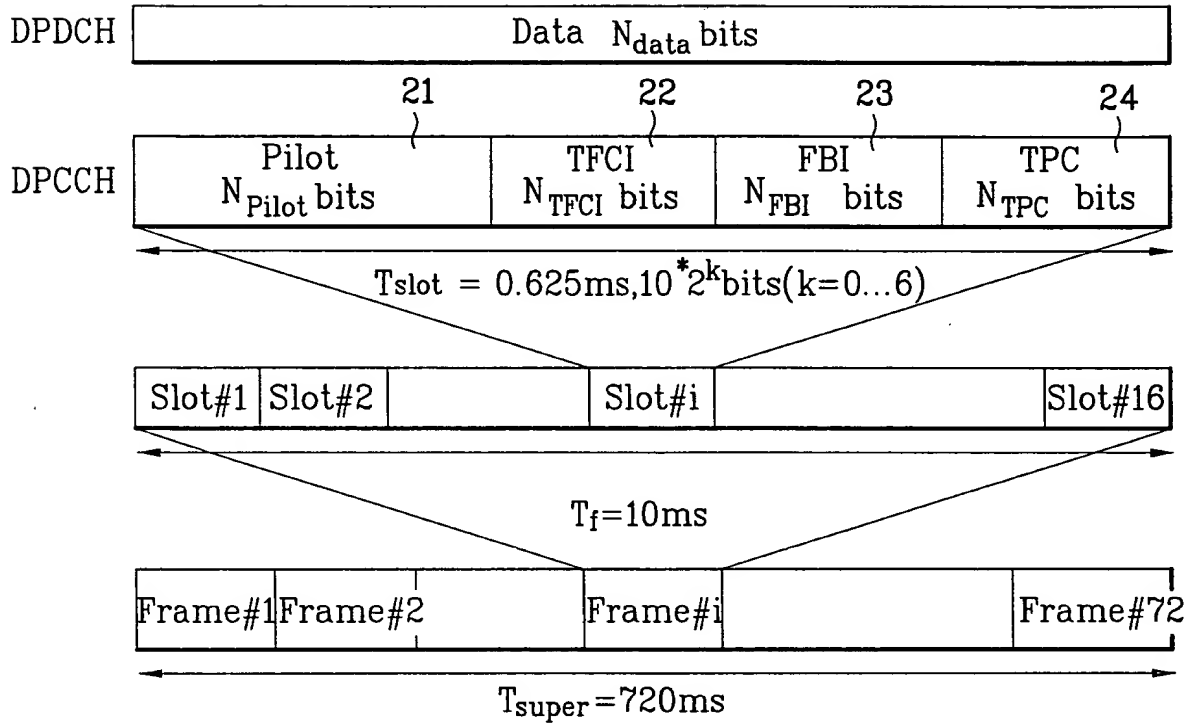 DPDCH
Data N_data bits
21 22 23 24
DPCCH
Pilot TFCI FBI TPC
N_Pilot bits N_TFCI bits N_FBI bits N_TPC bits
T_slot = 0.625ms,10*2^k bits(k=0...6)
Slot#1 Slot#2 Slot#i Slot#16
T_f=10ms
Frame#1 Frame#2 Frame#i Frame#72
T_super=720ms